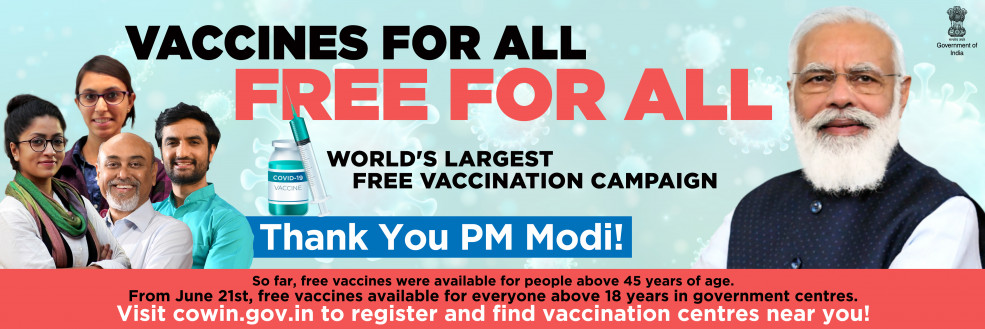 VACCINES FOR ALL
FREE FOR ALL
Government of
India
COVID-19
VACCINE
WORLD'S LARGEST
FREE VACCINATION CAMPAIGN
Thank You PM Modi!
So far, free vaccines were available for people above 45 years of age.
From June 21st, free vaccines available for everyone above 18 years in government centres.
Visit cowin.gov.in to register and find vaccination centres near you!